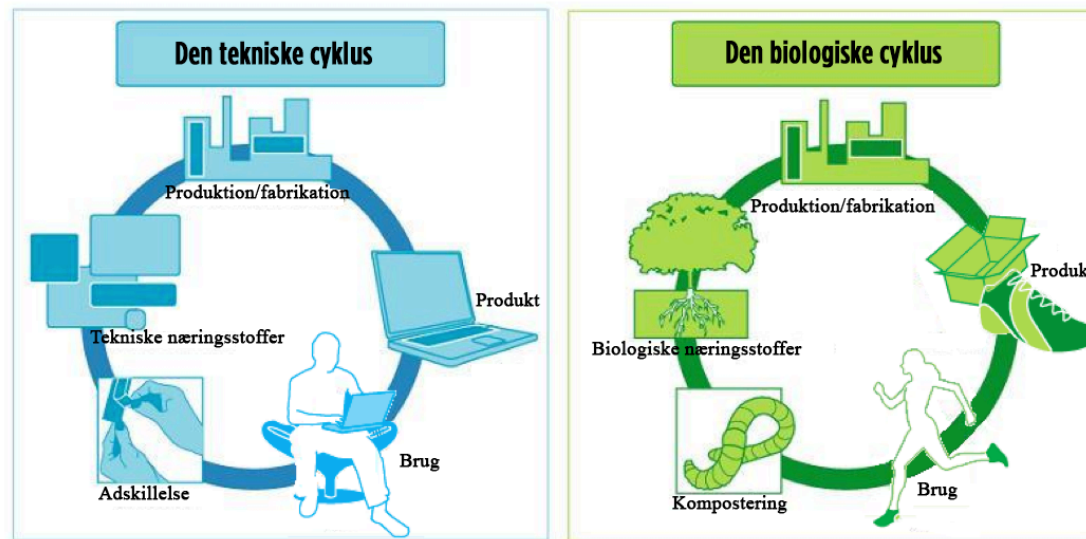 Den tekniske cyklus
Produktion/fabrikation
Produkt
Tekniske næringsstoffer
Adskillelse
Brug
Den biologiske cyklus
Produktion/fabrikation
Produkt
Biologiske næringsstoffer
Kompostering
Brug